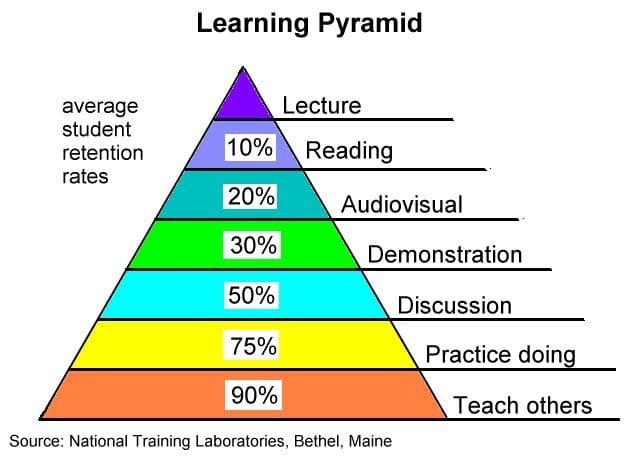 Learning Pyramid
average
student
retention
rates
Lecture
10% Reading
20% Audiovisual
30% Demonstration
50% Discussion
75% Practice doing
90% Teach others
Source: National Training Laboratories, Bethel, Maine